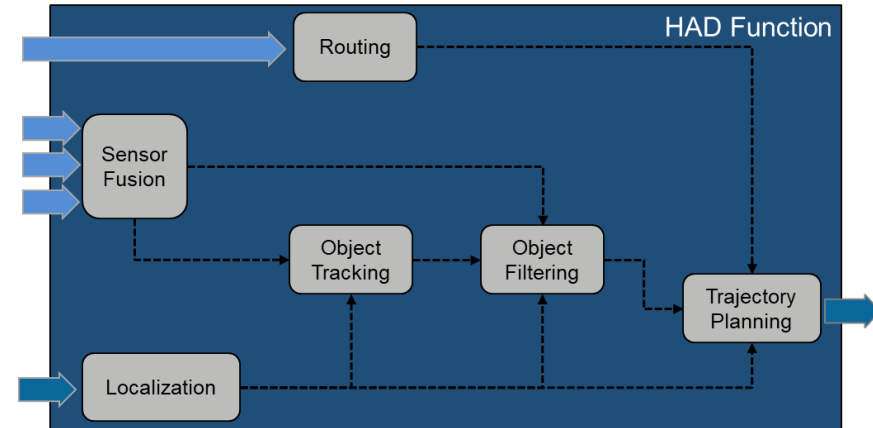 HAD Function
Routing
Sensor
Fusion
Object
Tracking
Object
Filtering
Trajectory
Planning
Localization